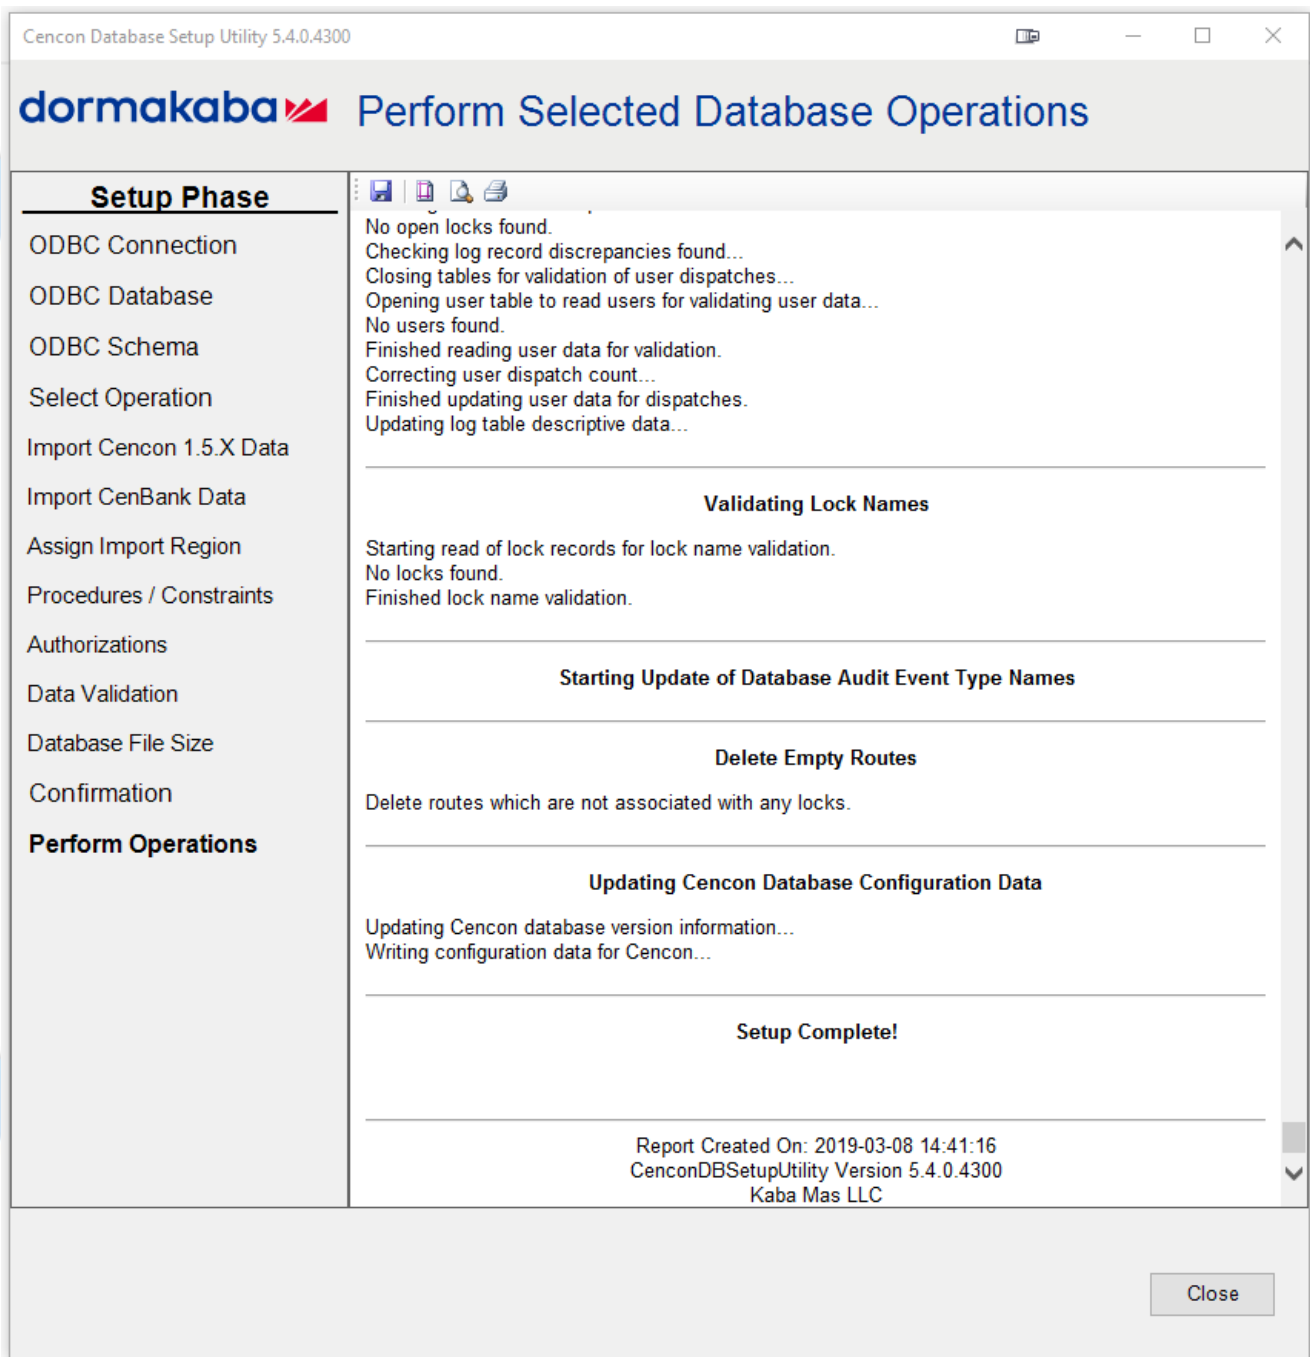 Cencon Database Setup Utility 5.4.0.4300
dormakaba Perform Selected Database Operations
Setup Phase
ODBC Connection
ODBC Database
ODBC Schema
Select Operation
Import Cencon 1.5.X Data
Import CenBank Data
Assign Import Region
Procedures / Constraints
Authorizations
Data Validation
Database File Size
Confirmation
Perform Operations
No open locks found.
Checking log record discrepancies found...
Closing tables for validation of user dispatches...
Opening user table to read users for validating user data...
No users found.
Finished reading user data for validation.
Correcting user dispatch count...
Finished updating user data for dispatches.
Updating log table descriptive data...
Validating Lock Names
Starting read of lock records for lock name validation.
No locks found.
Finished lock name validation.
Starting Update of Database Audit Event Type Names
Delete Empty Routes
Delete routes which are not associated with any locks.
Updating Cencon Database Configuration Data
Updating Cencon database version information...
Writing configuration data for Cencon...
Setup Complete!
Report Created On: 2019-03-08 14:41:16
CenconDBSetupUtility Version 5.4.0.4300
Kaba Mas LLC
Close